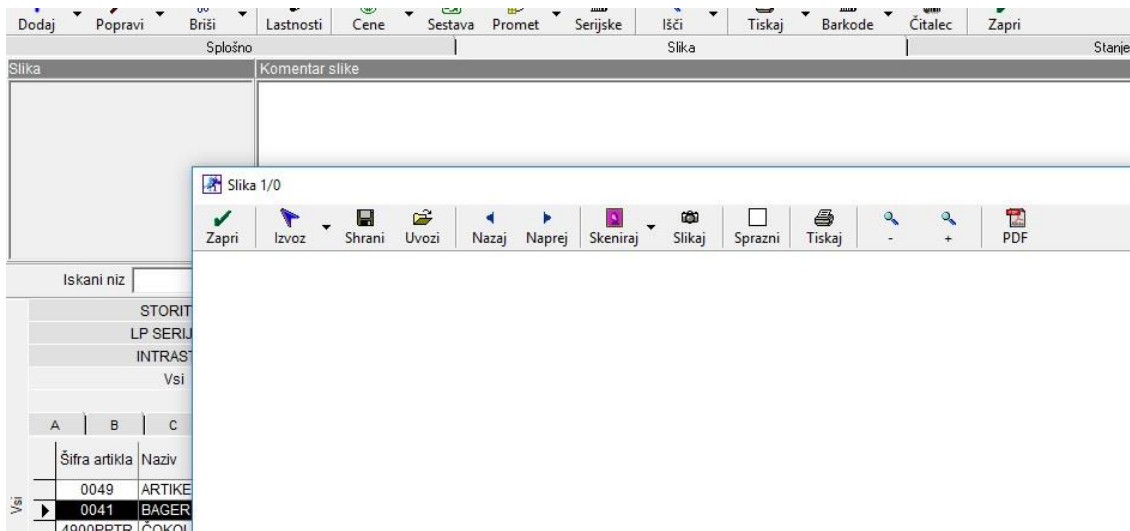 Dodaj Popravi Briši Lastnosti Cene Sestava Promet Serijske Išči Tiskaj Barkode Čitalec Zapri
Splošno Slika Stanje
Slika Komentar slike
Slika 1/0
Zapri Izvoz Shrani Uvozi Nazaj Naprej Skeniraj Slikaj Sprazni Tiskaj - + PDF
Iskani niz
STORIT
LP SERIJ
INTRAST
Vsi
A B C
Šifra artikla Naziv
0049 ARTIKE
Vsi
0041 BAGER
4900PPTR ČOKOL